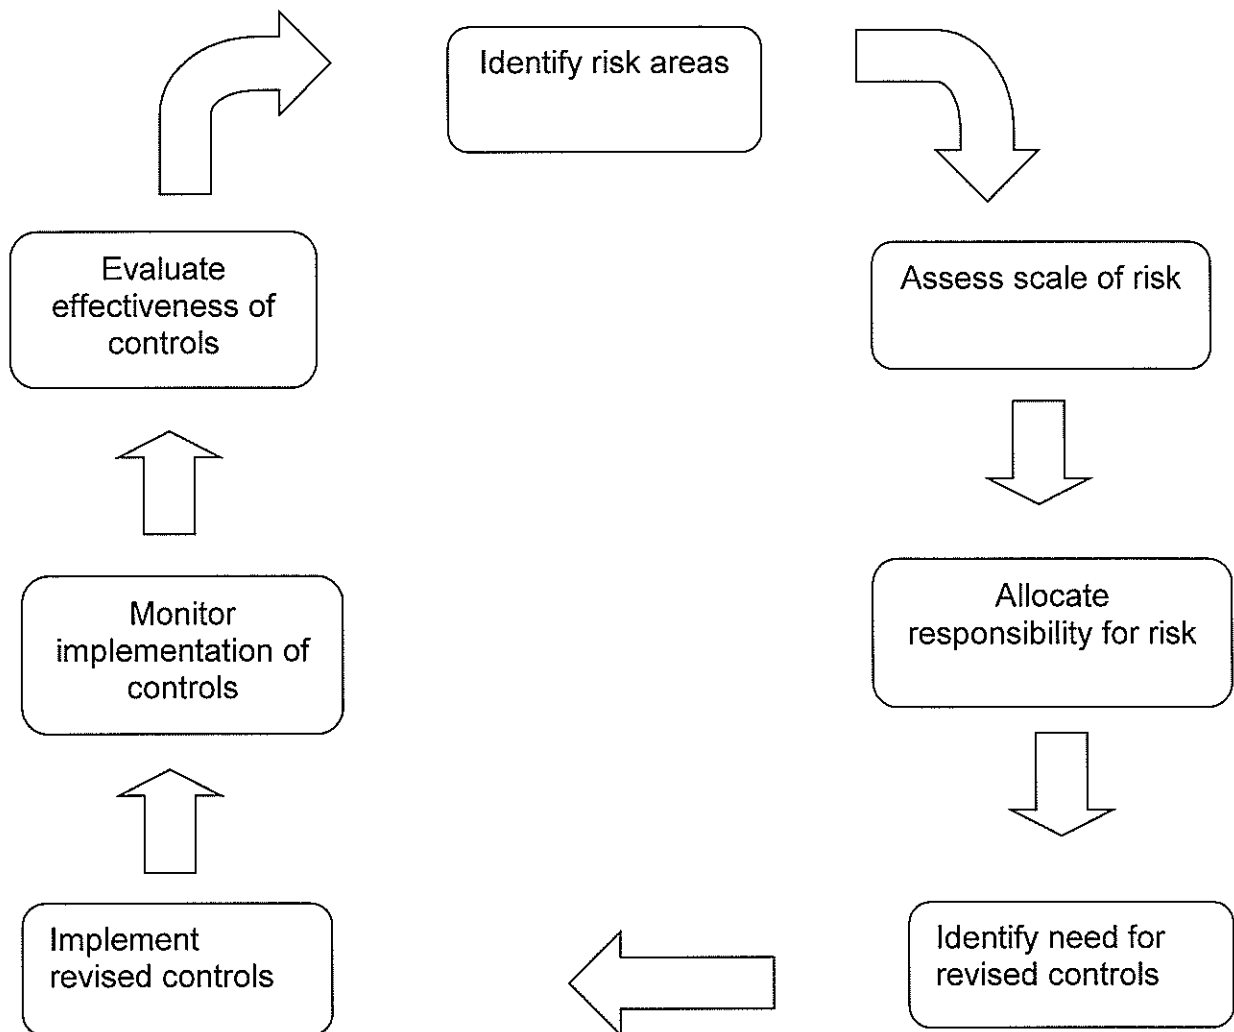 Identify risk areas
Assess scale of risk
Allocate
responsibility for risk
Identify need for
revised controls
Implement
revised controls
Monitor
implementation of
controls
Evaluate
effectiveness of
controls